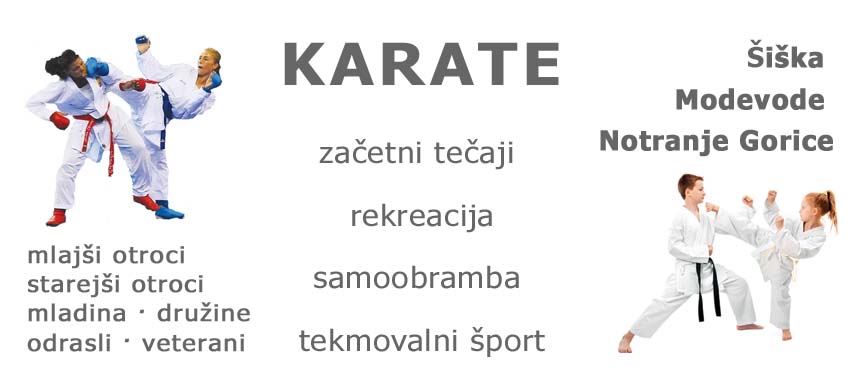 KARATE
začetni tečaji
rekreacija
samoobramba
tekmovalni šport
mlajši otroci
starejši otroci
mladina · družine
odrasli · veterani
Šiška
Modevode
Notranje Gorice